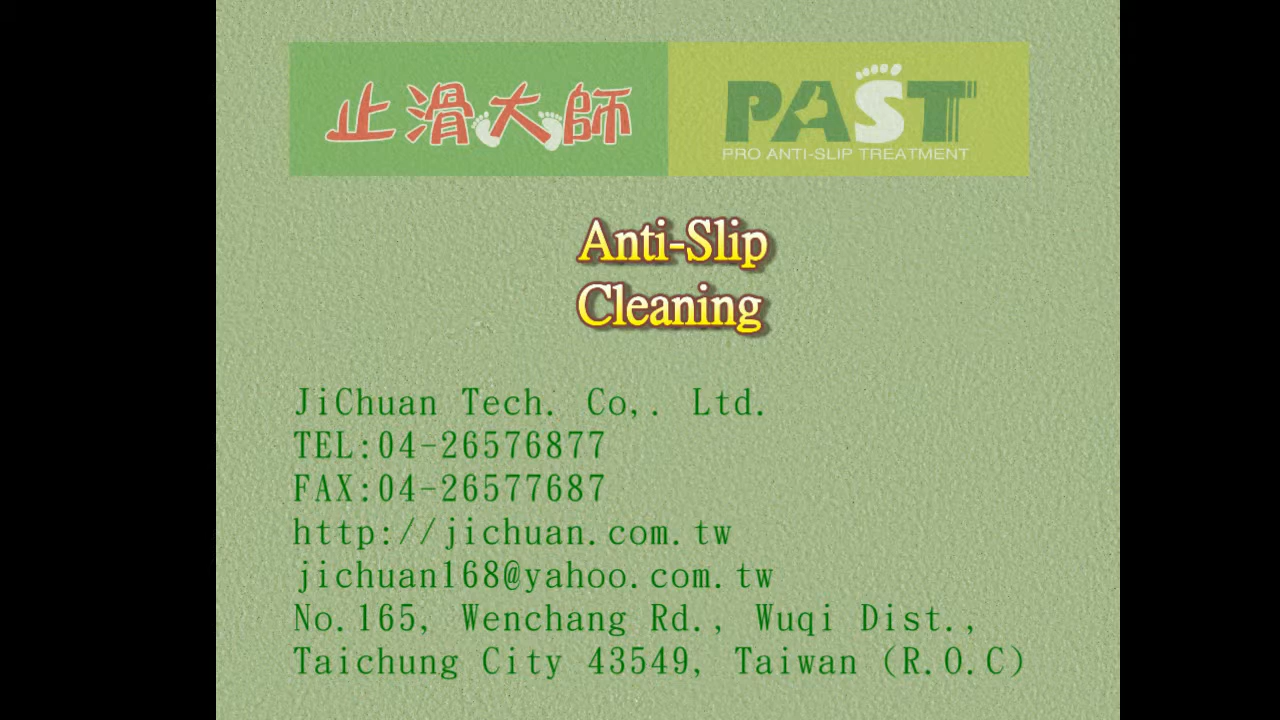 止滑大師
PAST
PRO ANTI-SLIP TREATMENT
Anti-Slip
Cleaning
JiChuan Tech. Co,. Ltd.
TEL:04-26576877
FAX:04-26577687
http://jichuan.com.tw
jichuan168@yahoo.com.tw
No.165, Wenchang Rd., Wuqi Dist.,
Taichung City 43549, Taiwan (R.O.C)